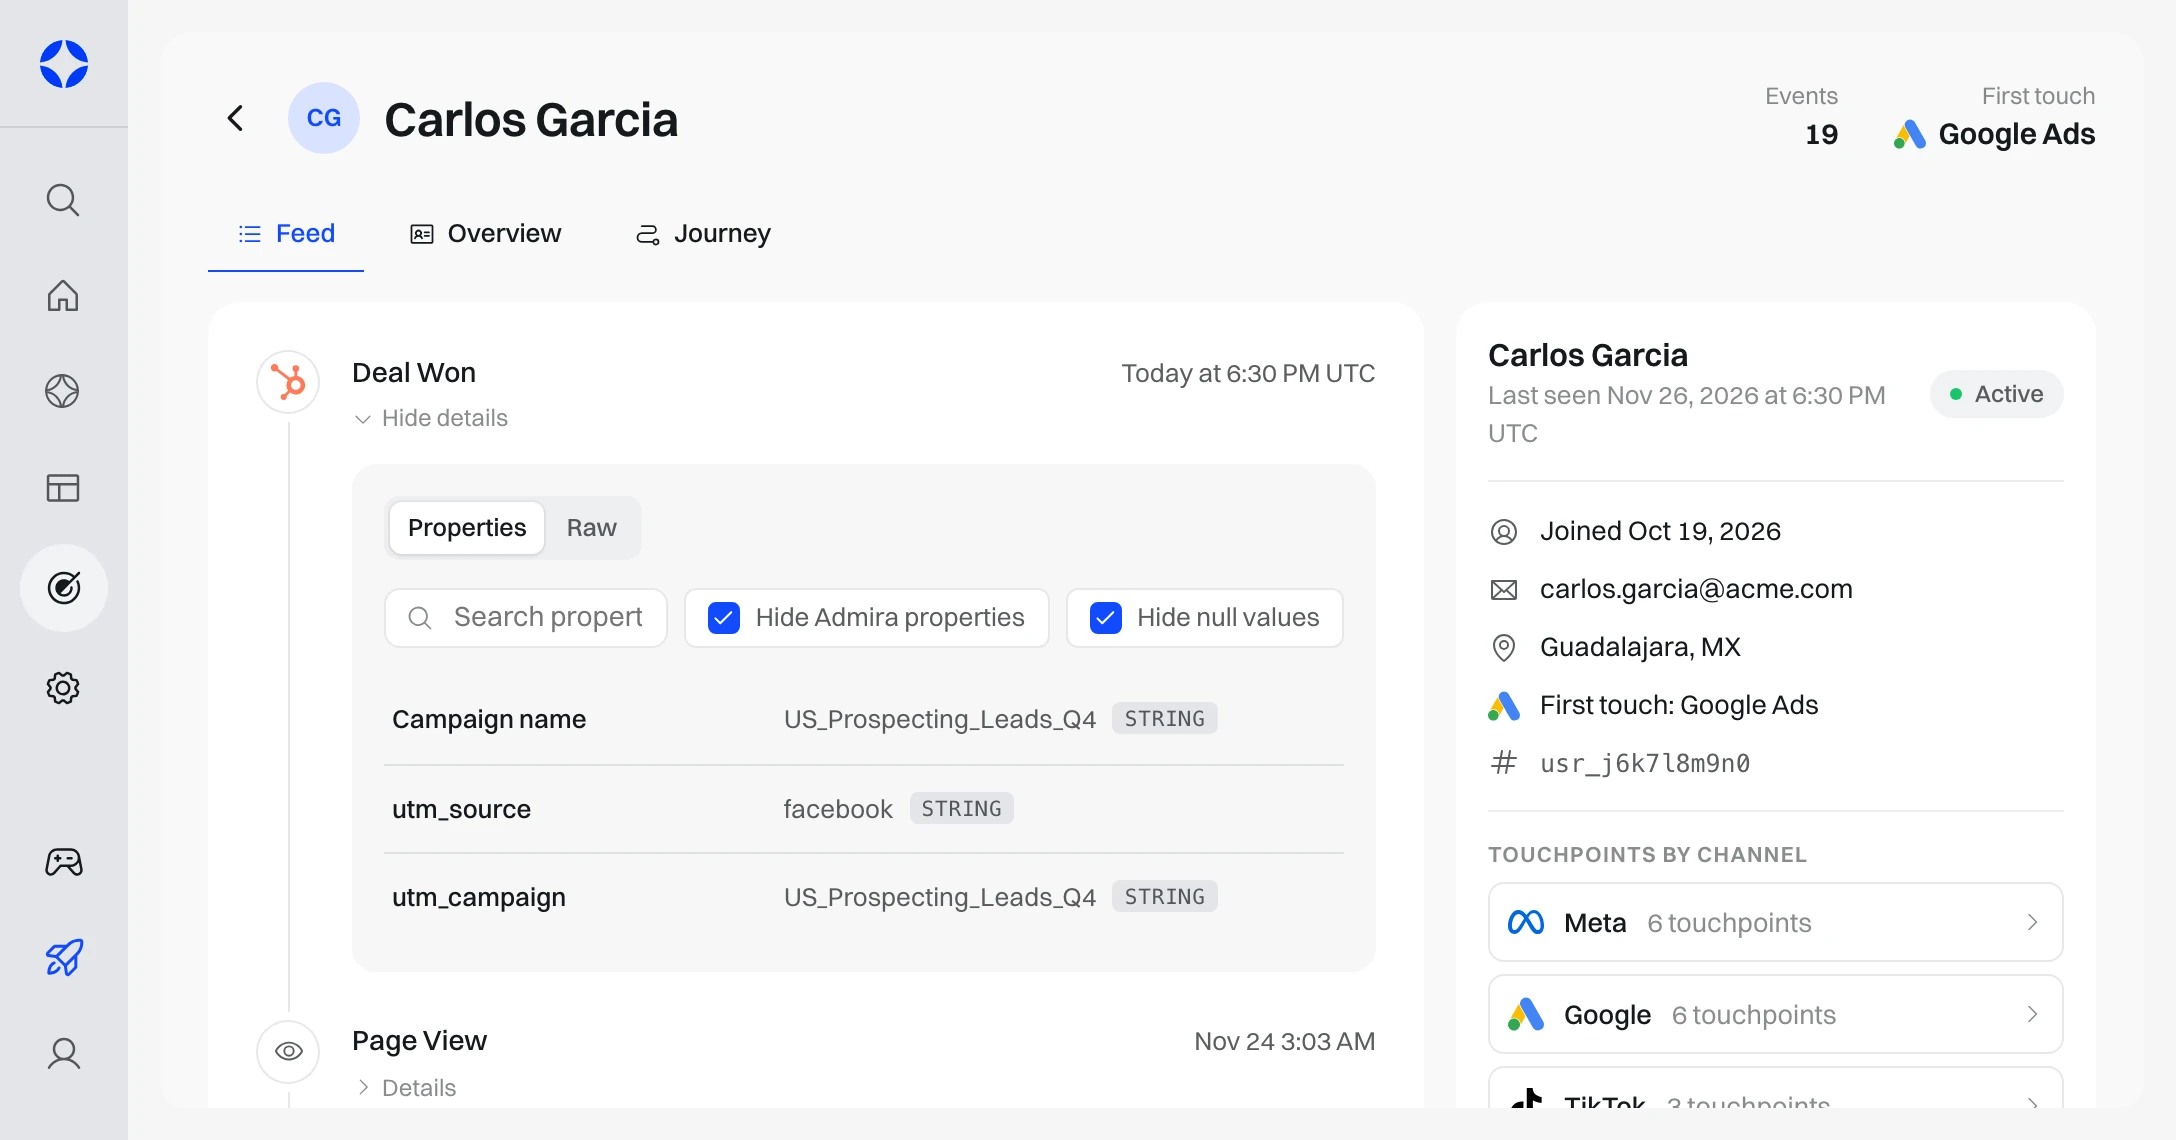 CG
Carlos Garcia
Events
19
First touch
Google Ads
Feed
Overview
Journey
Deal Won
Today at 6:30 PM UTC
Hide details
Properties
Raw
Search propert
Hide Admira properties
Hide null values
Campaign name
US_Prospecting_Leads_Q4
STRING
utm_source
facebook
STRING
utm_campaign
US_Prospecting_Leads_Q4
STRING
Page View
Nov 24 3:03 AM
Details
Carlos Garcia
Last seen Nov 26, 2026 at 6:30 PM
UTC
Active
Joined Oct 19, 2026
carlos.garcia@acme.com
Guadalajara, MX
First touch: Google Ads
usr_j6k7l8m9n0
TOUCHPOINTS BY CHANNEL
Meta
6 touchpoints
Google
6 touchpoints
TikTok
3 touchpoints